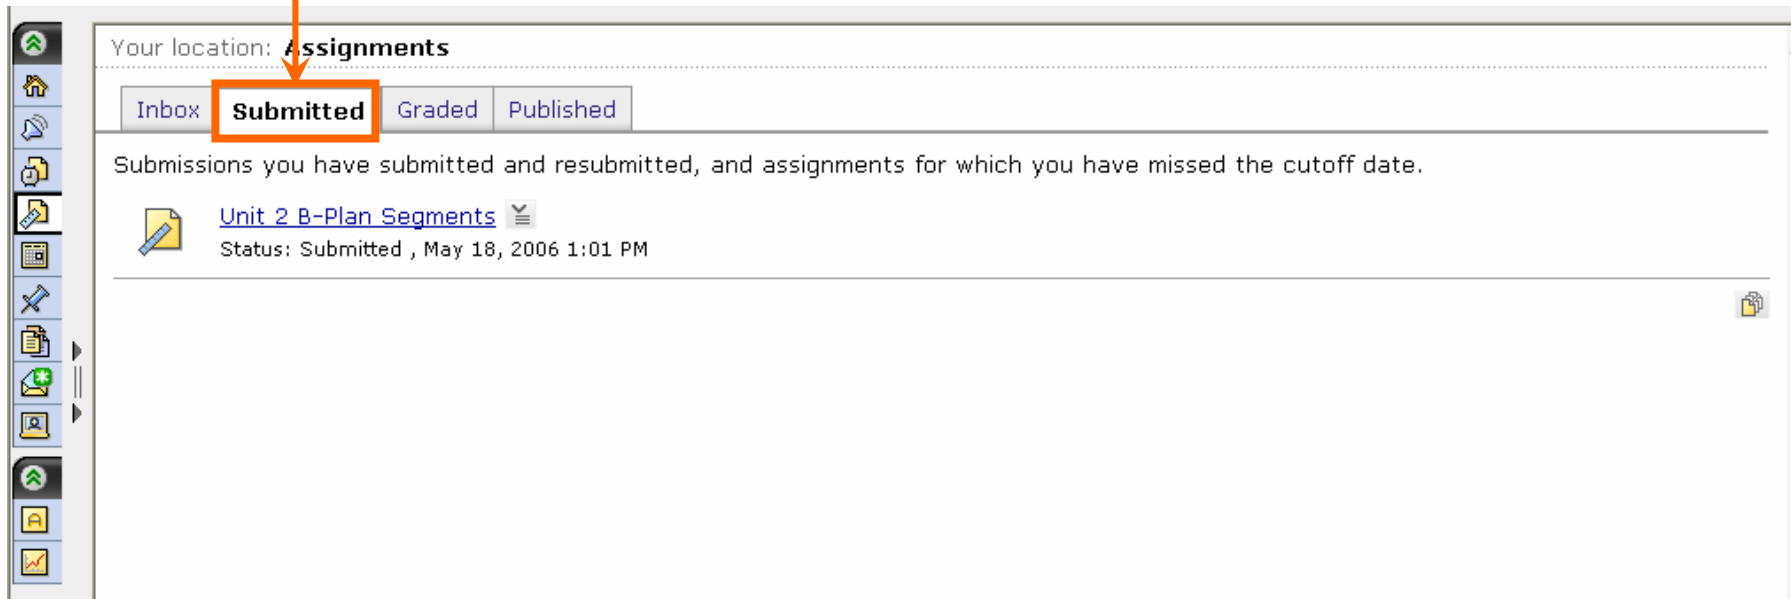 Your location: Assignments
Inbox Submitted Graded Published
Submissions you have submitted and resubmitted, and assignments for which you have missed the cutoff date.
Unit 2 B-Plan Segments
Status: Submitted , May 18, 2006 1:01 PM
A